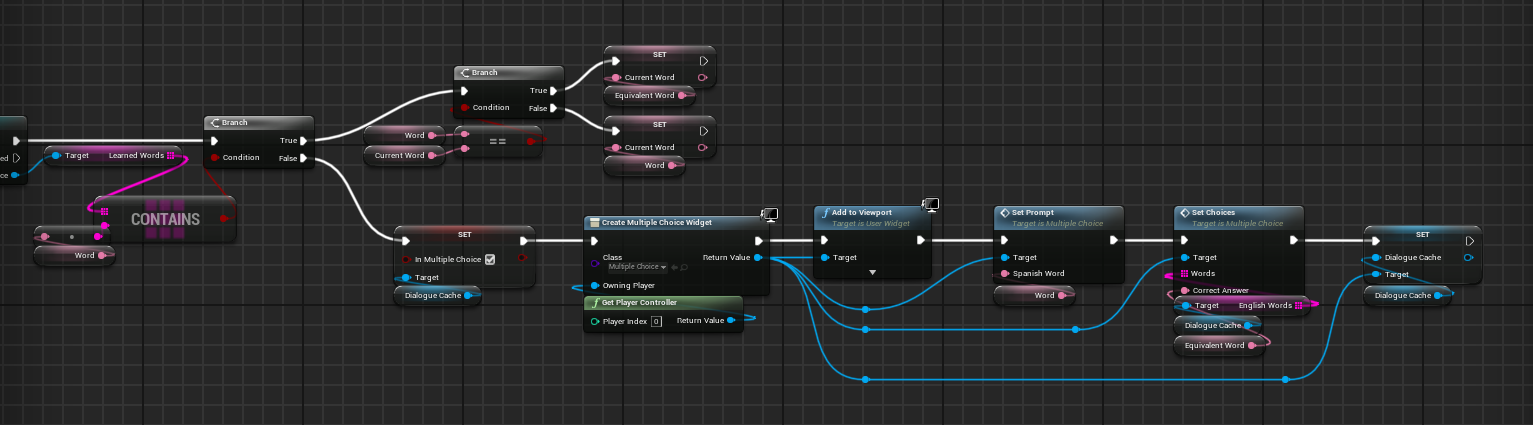 ed
ce
Target
Learned Words
Branch
Condition
True
False
CONTAINS
Word
Branch
Condition
True
False
Word
Current Word
==
SET
Current Word
Equivalent Word
SET
Current Word
Word
SET
In Multiple Choice
Target
Dialogue Cache
Create Multiple Choice Widget
Class
Multiple Choice
Return Value
Owning Player
f Get Player Controller
Player Index 0
Return Value
f Add to Viewport
Target is User Widget
Target
Set Prompt
Target is Multiple Choice
Target
Spanish Word
Word
Set Choices
Target is Multiple Choice
Target
Words
Correct Answer
Target
English Words
Dialogue Cache
Equivalent Word
SET
Dialogue Cache
Target
Dialogue Cache